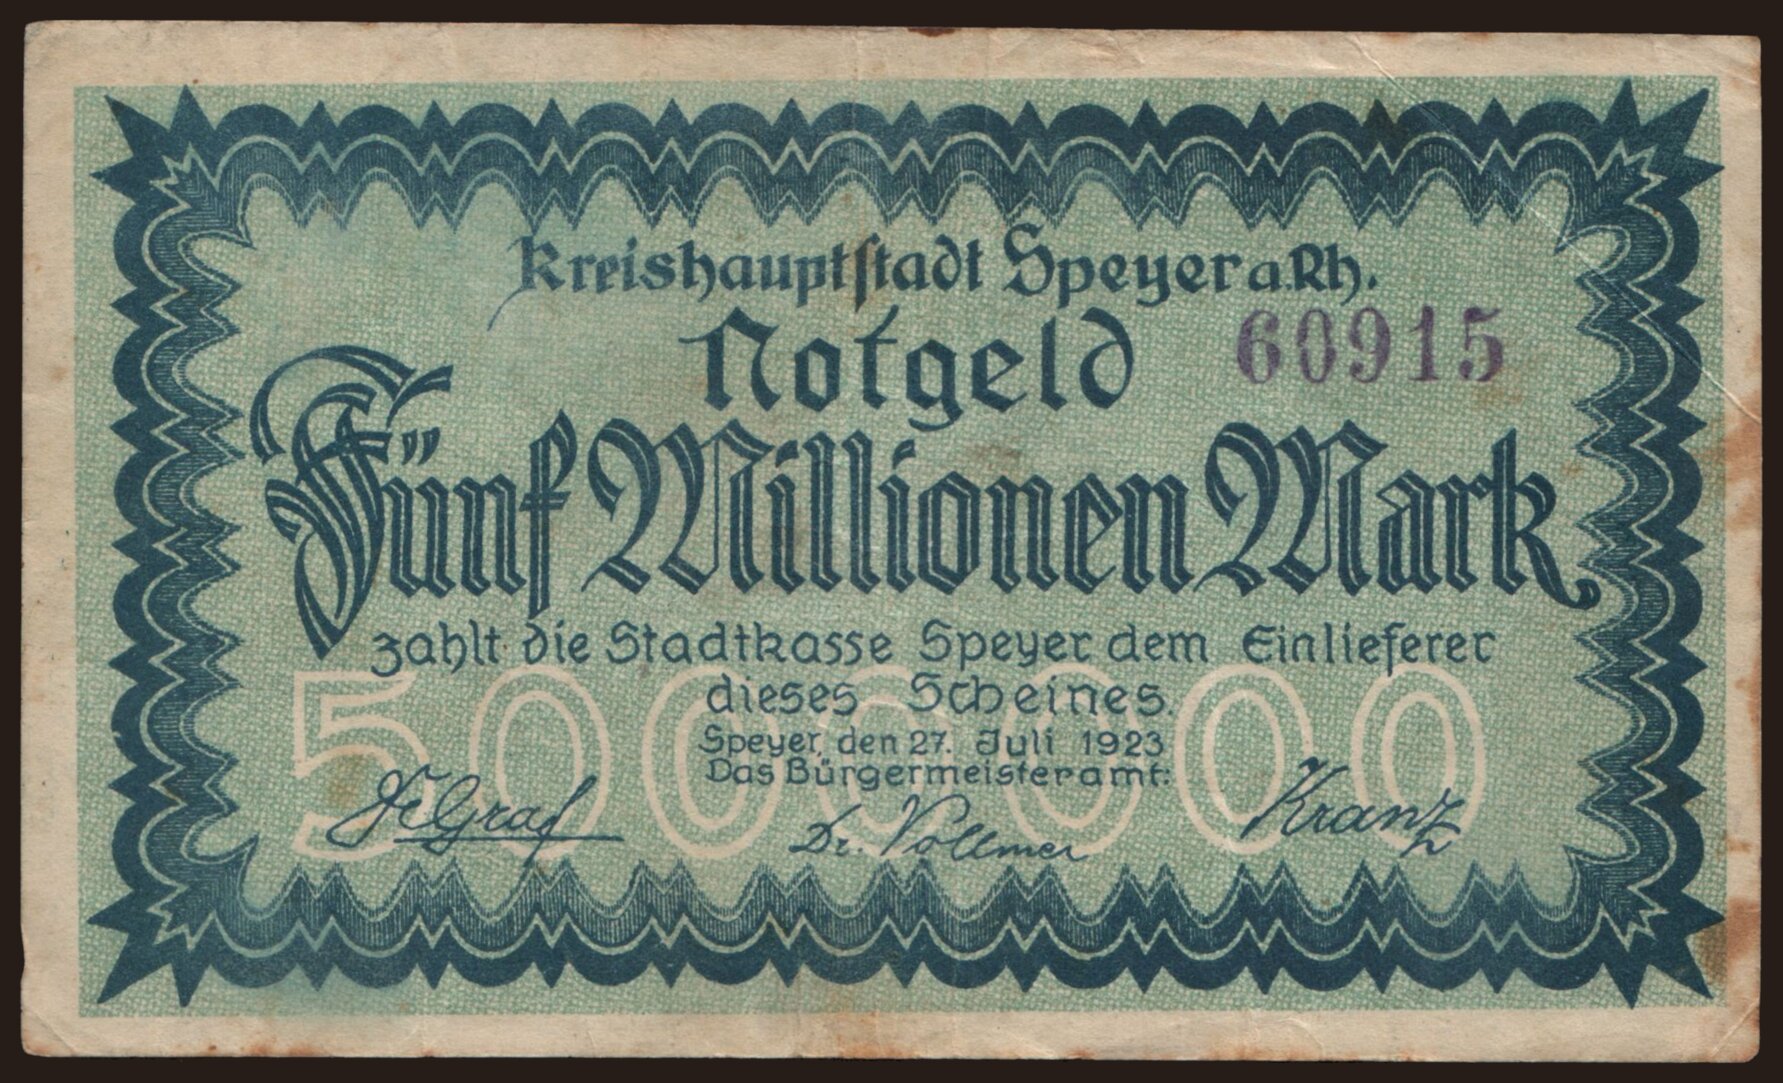 Kreishauptstadt Speyer a.Rh.
Notgeld 60915
Fünf Millionen Mark
zahlt die Stadtkasse Speyer dem Einlieferer
dieses Scheines.
5000000
Speyer, den 27. Juli 1923
Das Bürgermeisteramt:
Graf Dr. Vollmer Kranz